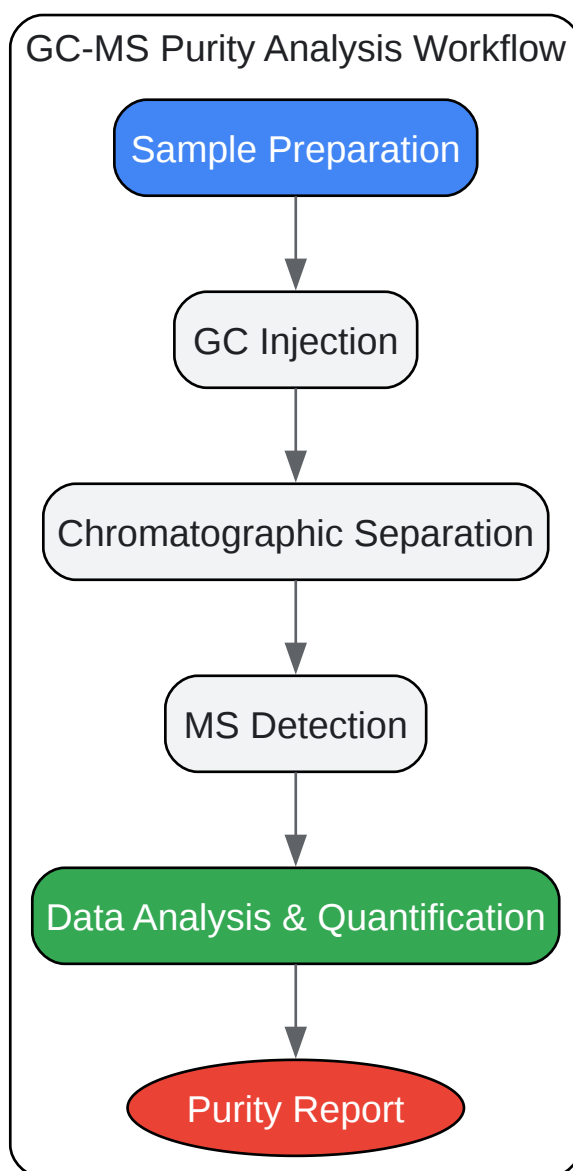 GC-MS Purity Analysis Workflow
Sample Preparation
GC Injection
Chromatographic Separation
MS Detection
Data Analysis & Quantification
Purity Report